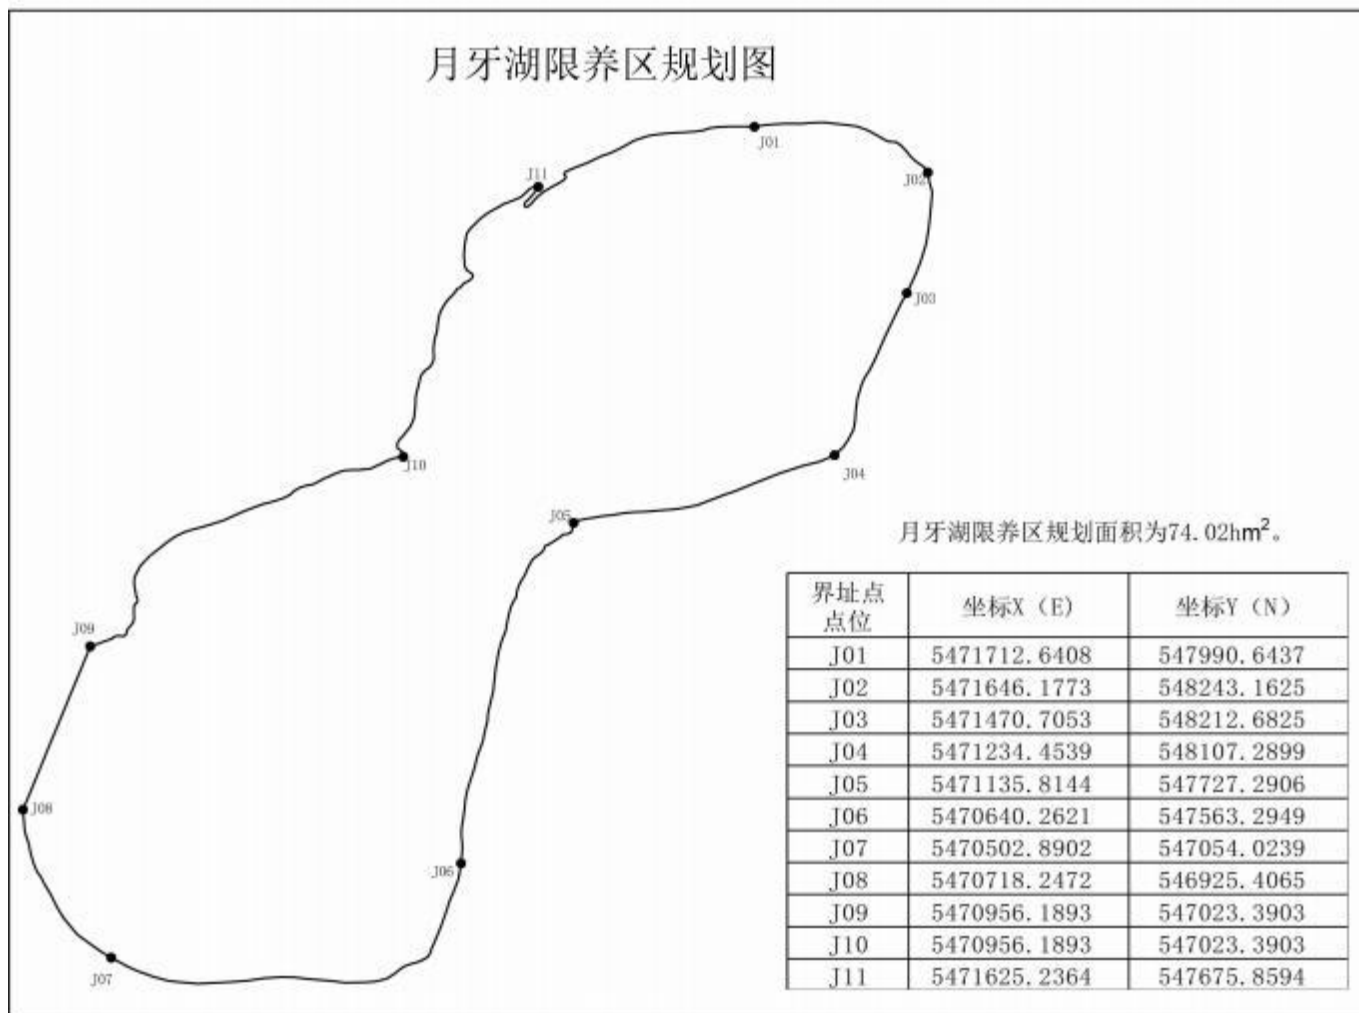 月牙湖限养区规划图
J01
J11
J02
J03
J10
J04
J05
月牙湖限养区规划面积为74.02hm²。
界址点点位 坐标X（E） 坐标Y（N）
J01 5471712.6408 547990.6437
J02 5471646.1773 548243.1625
J03 5471470.7053 548212.6825
J04 5471234.4539 548107.2899
J05 5471135.8144 547727.2906
J06 5470640.2621 547563.2949
J07 5470502.8902 547054.0239
J08 5470718.2472 546925.4065
J09 5470956.1893 547023.3903
J10 5470956.1893 547023.3903
J11 5471625.2364 547675.8594
J09
J08
J06
J07